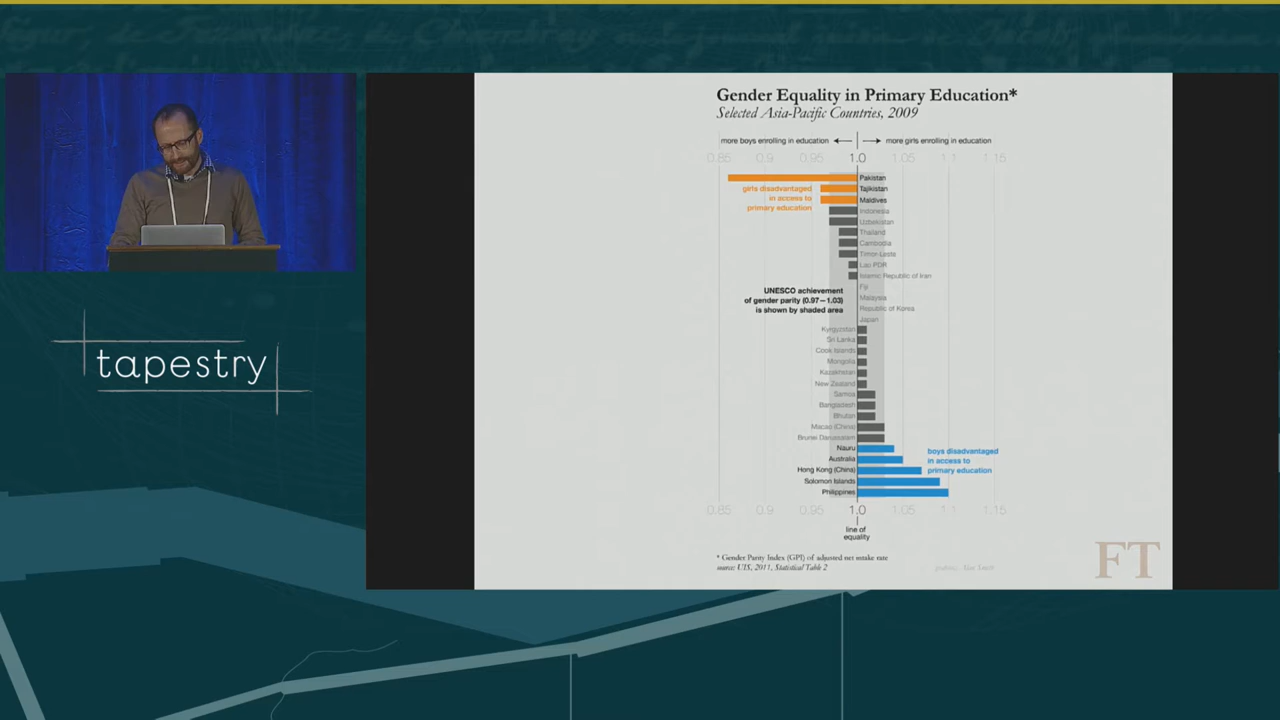 tapestry
Gender Equality in Primary Education*
Selected Asia-Pacific Countries, 2009
more boys enrolling in education
more girls enrolling in education
0.85 0.9 0.95 1.0 1.05 1.1 1.15
Pakistan
Tajikistan
Maldives
girls disadvantaged
in access to
primary education
Indonesia
Uzbekistan
Thailand
Cambodia
Timor-Leste
Lao PDR
Islamic Republic of Iran
Fiji
Malaysia
Republic of Korea
Japan
UNESCO achievement
of gender parity (0.97–1.03)
is shown by shaded area
Kyrgyzstan
Sri Lanka
Cook Islands
Mongolia
Kazakhstan
New Zealand
Samoa
Bangladesh
Bhutan
Macao (China)
Brunei Darussalam
Nauru
Australia
Hong Kong (China)
Solomon Islands
Philippines
boys disadvantaged
in access to
primary education
0.85 0.9 0.95 1.0 1.05 1.1 1.15
line of
equality
* Gender Parity Index (GPI) of adjusted net intake rate
source: UIS, 2011, Statistical Table 2
FT